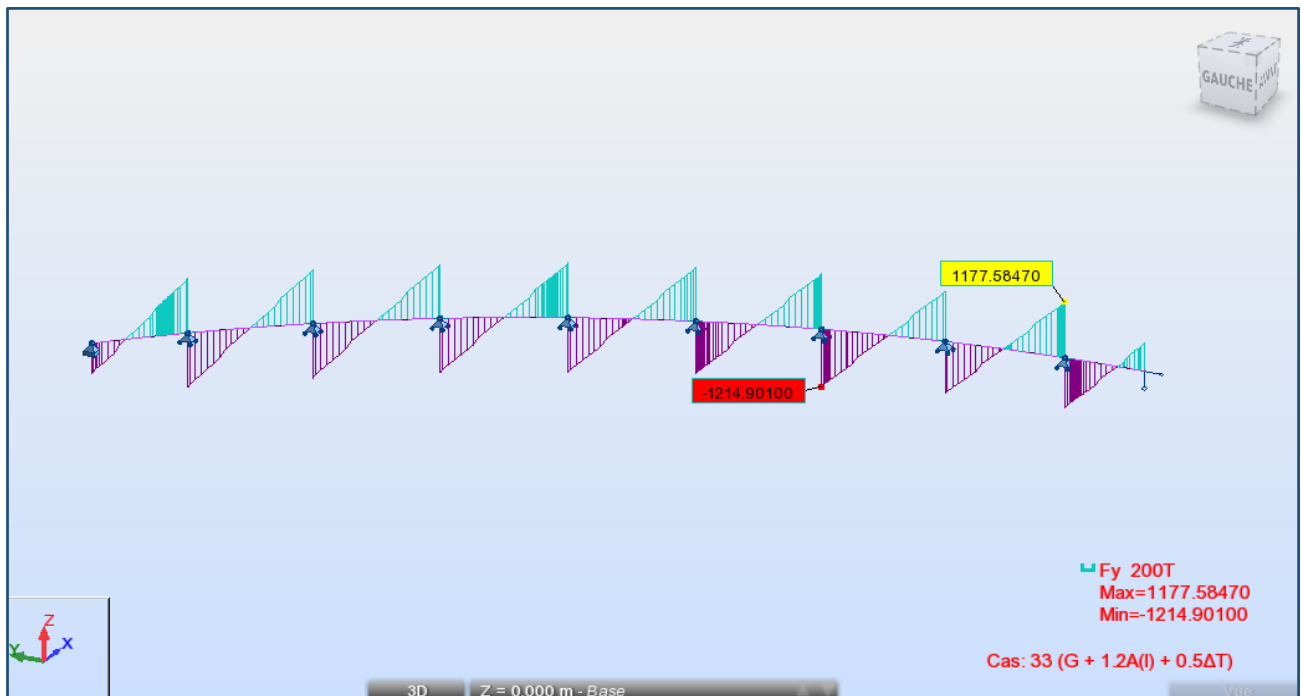 GAUCHE
1177.58470
-1214.90100
Fy 200T
Max=1177.58470
Min=-1214.90100
Cas: 33 (G + 1.2A(l) + 0.5ΔT)
Z
Y
X
3D
Z = 0.000 m - Base
Vue